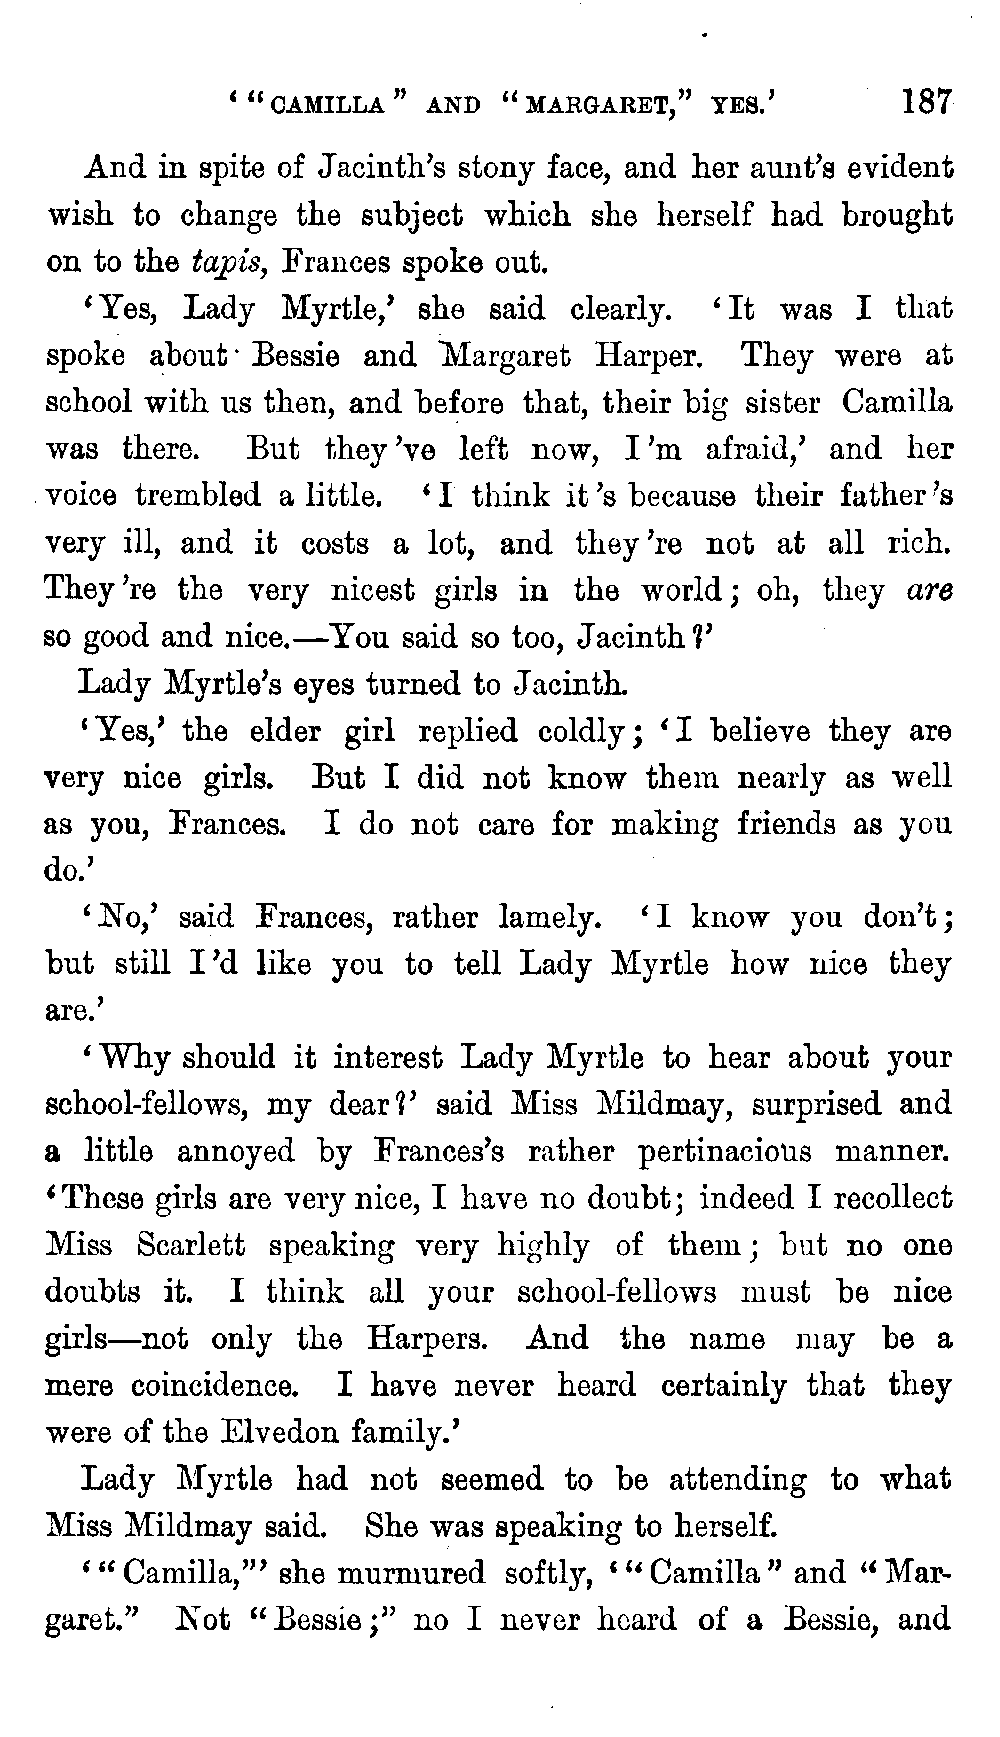 ‘ “CAMILLA” AND “MARGARET,” YES.’ 187
And in spite of Jacinth’s stony face, and her aunt’s evident
wish to change the subject which she herself had brought
on to the tapis, Frances spoke out.
‘Yes, Lady Myrtle,’ she said clearly. ‘It was I that
spoke about Bessie and Margaret Harper. They were at
school with us then, and before that, their big sister Camilla
was there. But they ’ve left now, I ’m afraid,’ and her
voice trembled a little. ‘I think it ’s because their father ’s
very ill, and it costs a lot, and they ’re not at all rich.
They ’re the very nicest girls in the world; oh, they are
so good and nice.—You said so too, Jacinth?’
Lady Myrtle’s eyes turned to Jacinth.
‘Yes,’ the elder girl replied coldly; ‘I believe they are
very nice girls. But I did not know them nearly as well
as you, Frances. I do not care for making friends as you
do.’
‘No,’ said Frances, rather lamely. ‘I know you don’t;
but still I ’d like you to tell Lady Myrtle how nice they
are.’
‘Why should it interest Lady Myrtle to hear about your
school-fellows, my dear?’ said Miss Mildmay, surprised and
a little annoyed by Frances’s rather pertinacious manner.
‘These girls are very nice, I have no doubt; indeed I recollect
Miss Scarlett speaking very highly of them; but no one
doubts it. I think all your school-fellows must be nice
girls—not only the Harpers. And the name may be a
mere coincidence. I have never heard certainly that they
were of the Elvedon family.’
Lady Myrtle had not seemed to be attending to what
Miss Mildmay said. She was speaking to herself.
‘“Camilla,”’ she murmured softly, ‘“Camilla” and “Mar-
garet.” Not “Bessie;” no I never heard of a Bessie, and